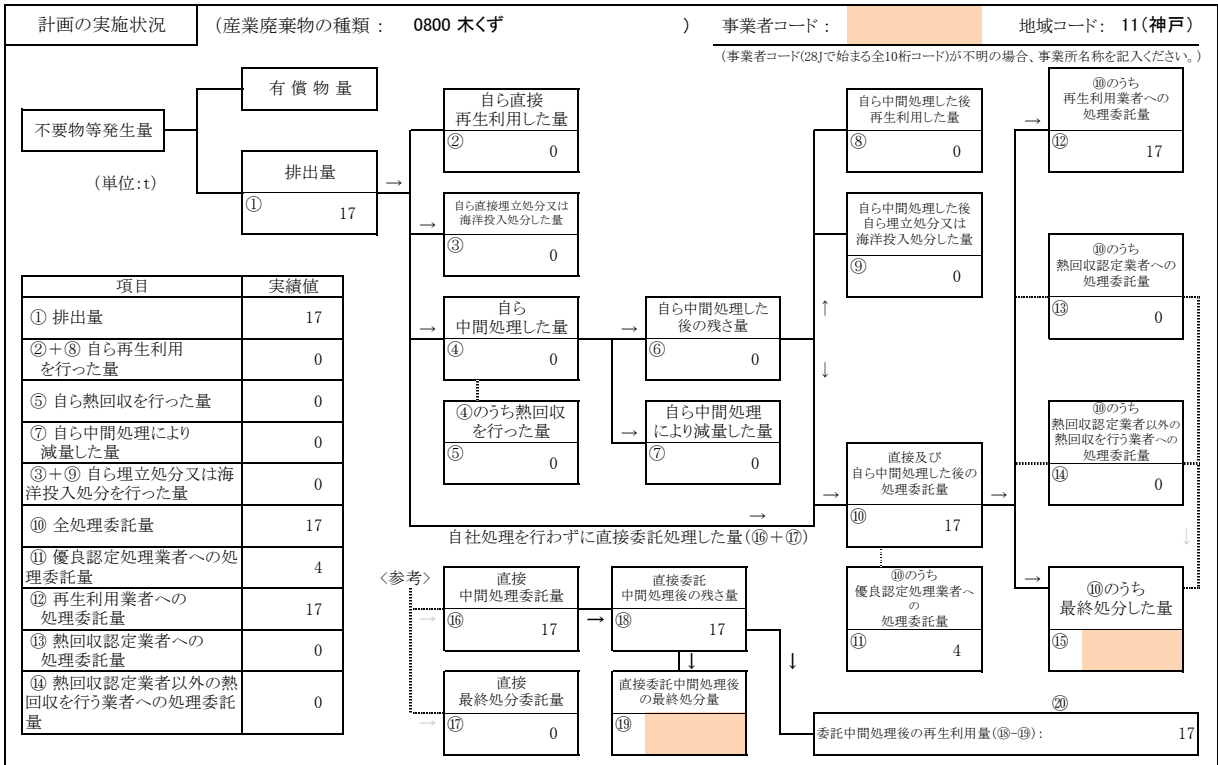 計画の実施状況 (産業廃棄物の種類 : 0800 木くず ) 事業者コード : 地域コード: 11(神戸)
(事業者コード(28Jで始まる全10桁コード)が不明の場合、事業所名称を記入ください。)
不要物等発生量
(単位:t)
有 償 物 量
排出量
① 17
→
自ら直接
再生利用した量
② 0
→
自ら直接埋立処分又は
海洋投入処分した量
③ 0
→
自ら
中間処理した量
④ 0
④のうち熱回収
を行った量
⑤ 0
→
自ら中間処理した
後の残さ量
⑥ 0
→
自ら中間処理
により減量した量
⑦ 0
自ら中間処理した後
再生利用した量
⑧ 0
自ら中間処理した後
自ら埋立処分又は
海洋投入処分した量
⑨ 0
↑
↓
→
直接及び
自ら中間処理した後の
処理委託量
⑩ 17
→
⑩のうち
優良認定処理業者へ
の
処理委託量
⑪ 4
→
⑩のうち
再生利用業者への
処理委託量
⑫ 17
⑩のうち
熱回収認定業者への
処理委託量
⑬ 0
⑩のうち
熱回収認定業者以外の
熱回収を行う業者への
処理委託量
⑭ 0
↓
→
⑩のうち
最終処分した量
⑮
→
自社処理を行わずに直接委託処理した量(⑯+⑰)
〈参考〉
→
直接
中間処理委託量
⑯ 17
→
直接委託
中間処理後の残さ量
⑱ 17
→
直接
最終処分委託量
⑰ 0
↓
直接委託中間処理後
の最終処分量
⑲
↓
⑳
委託中間処理後の再生利用量(⑱-⑲): 17
項目 実績値
① 排出量 17
②+⑧ 自ら再生利用
を行った量 0
⑤ 自ら熱回収を行った量 0
⑦ 自ら中間処理により
減量した量 0
③+⑨ 自ら埋立処分又は海
洋投入処分を行った量 0
⑩ 全処理委託量 17
⑪ 優良認定処理業者への処
理委託量 4
⑫ 再生利用業者への
処理委託量 17
⑬ 熱回収認定業者への
処理委託量 0
⑭ 熱回収認定業者以外の熱
回収を行う業者への処理委託
量 0